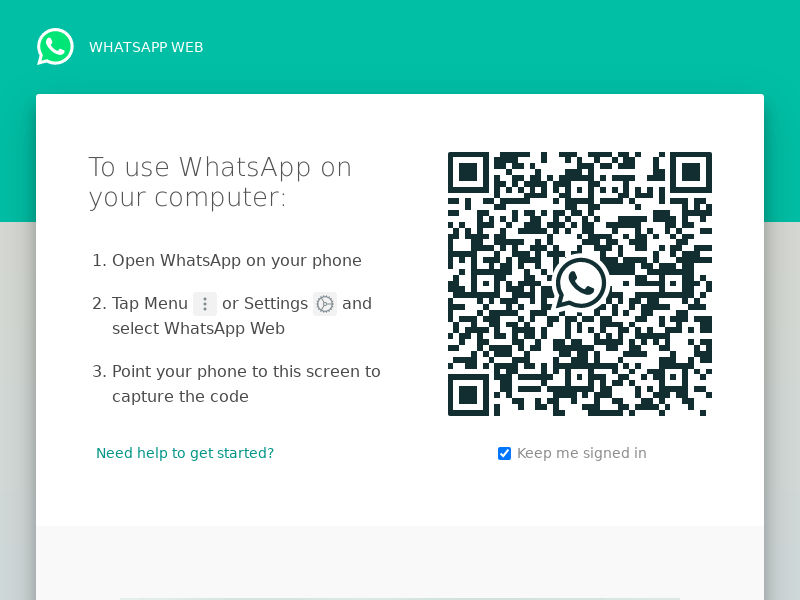 WHATSAPP WEB
To use WhatsApp on
your computer:
1. Open WhatsApp on your phone
2. Tap Menu or Settings and
select WhatsApp Web
3. Point your phone to this screen to
capture the code
Need help to get started?
Keep me signed in